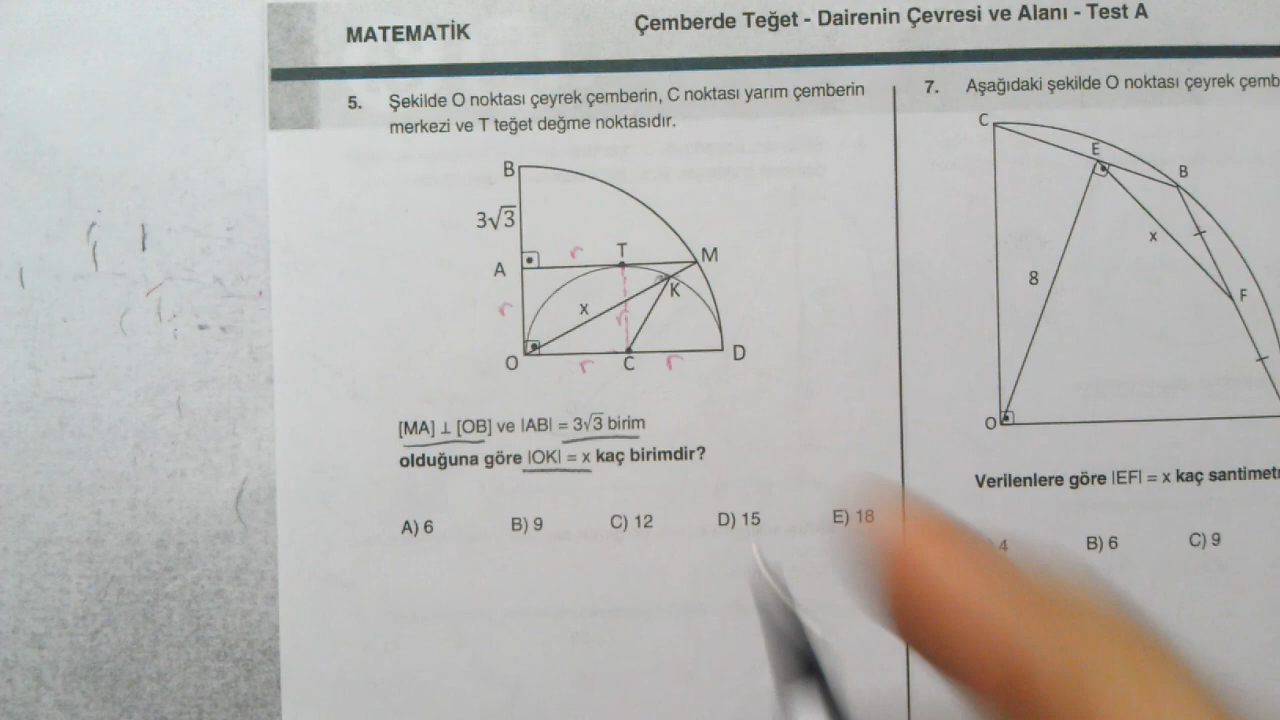 MATEMATİK
Çemberde Teğet - Dairenin Çevresi ve Alanı - Test A
5. Şekilde O noktası çeyrek çemberin, C noktası yarım çemberin
merkezi ve T teğet değme noktasıdır.
B
3√3
A
r
T
M
K
x
r
r
O
r
C
r
D
[MA] ⊥ [OB] ve |AB| = 3√3 birim
olduğuna göre |OK| = x kaç birimdir?
A) 6 B) 9 C) 12 D) 15 E) 18
7. Aşağıdaki şekilde O noktası çeyrek çemb
C
E
B
x
8
F
O
Verilenlere göre |EF| = x kaç santimet
4 B) 6 C) 9